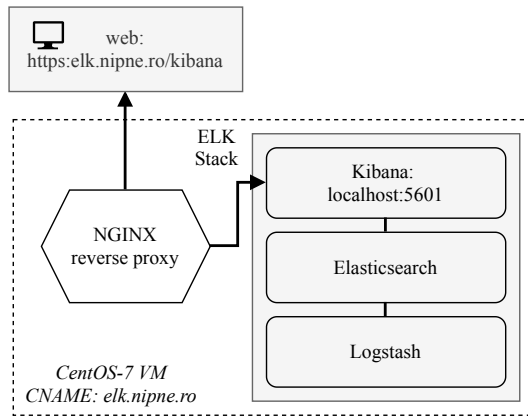 web:
https:elk.nipne.ro/kibana
ELK
Stack
Kibana:
localhost:5601
NGINX
reverse proxy
Elasticsearch
Logstash
CentOS-7 VM
CNAME: elk.nipne.ro